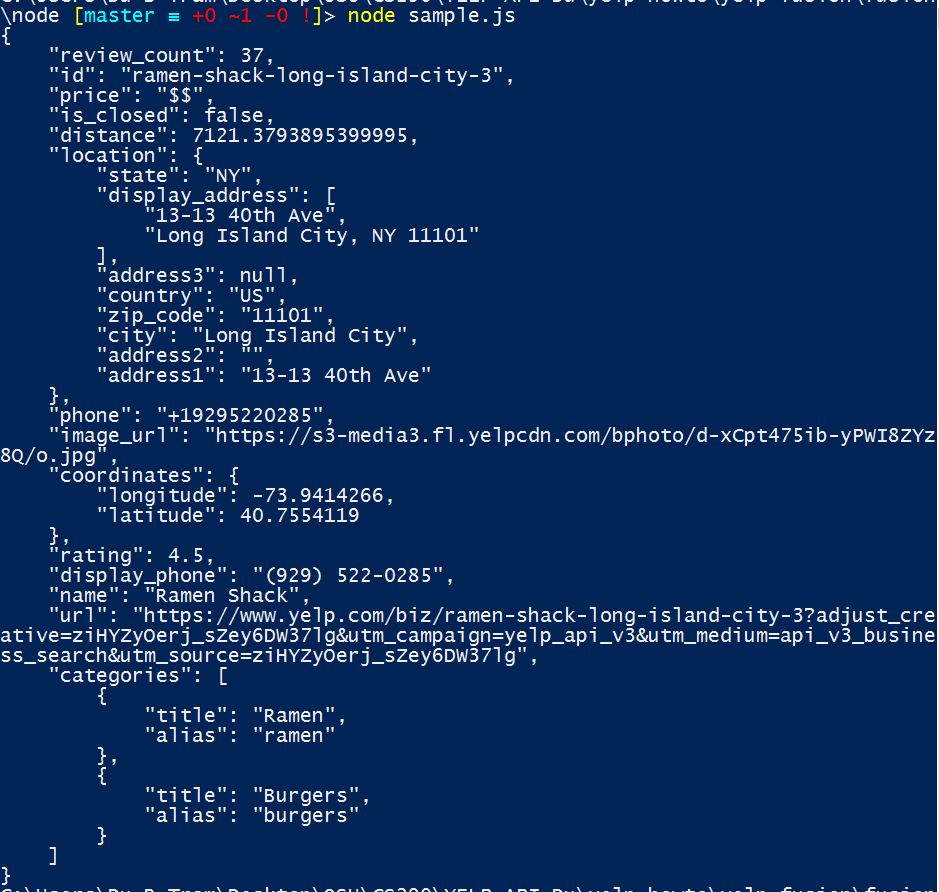 \node [master ≡ +0 ~1 -0 !]> node sample.js
{
    "review_count": 37,
    "id": "ramen-shack-long-island-city-3",
    "price": "$$",
    "is_closed": false,
    "distance": 7121.3793895399995,
    "location": {
        "state": "NY",
        "display_address": [
            "13-13 40th Ave",
            "Long Island City, NY 11101"
        ],
        "address3": null,
        "country": "US",
        "zip_code": "11101",
        "city": "Long Island City",
        "address2": "",
        "address1": "13-13 40th Ave"
    },
    "phone": "+19295220285",
    "image_url": "https://s3-media3.fl.yelpcdn.com/bphoto/d-xCpt475ib-yPWI8ZYz
8Q/o.jpg",
    "coordinates": {
        "longitude": -73.9414266,
        "latitude": 40.7554119
    },
    "rating": 4.5,
    "display_phone": "(929) 522-0285",
    "name": "Ramen Shack",
    "url": "https://www.yelp.com/biz/ramen-shack-long-island-city-3?adjust_cre
ative=ziHYZyOerj_sZey6DW37lg&utm_campaign=yelp_api_v3&utm_medium=api_v3_busine
ss_search&utm_source=ziHYZyOerj_sZey6DW37lg",
    "categories": [
        {
            "title": "Ramen",
            "alias": "ramen"
        },
        {
            "title": "Burgers",
            "alias": "burgers"
        }
    ]
}